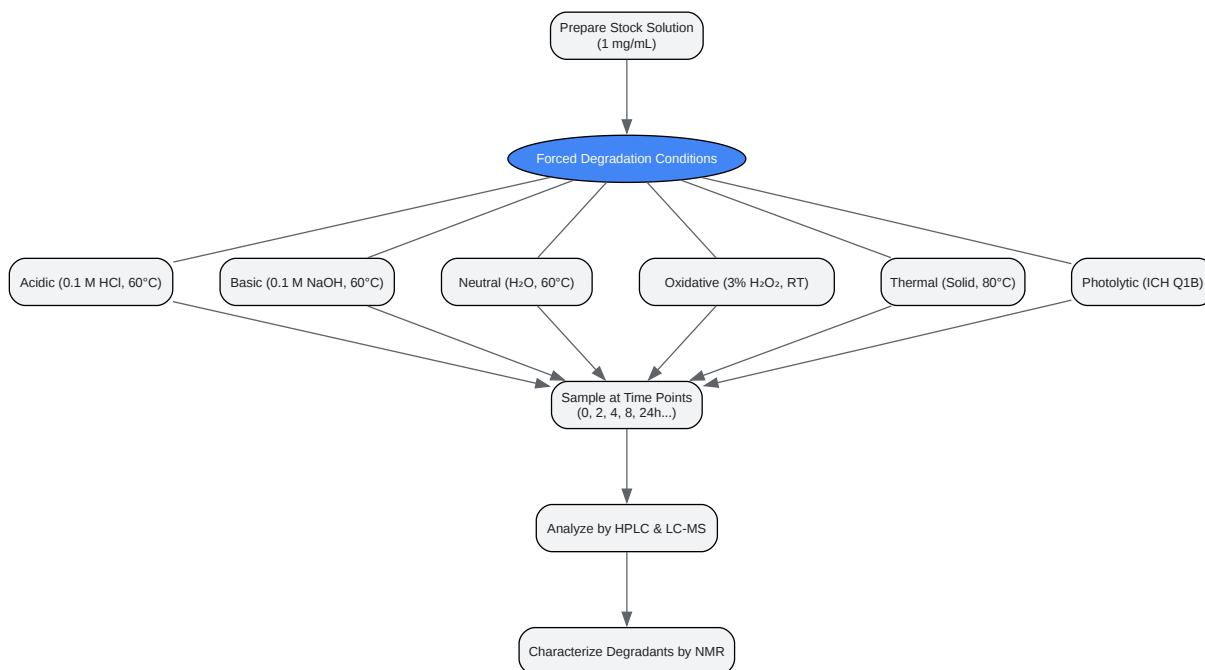 Prepare Stock Solution
(1 mg/mL)
Forced Degradation Conditions
Acidic (0.1 M HCl, 60°C)
Basic (0.1 M NaOH, 60°C)
Neutral (H₂O, 60°C)
Oxidative (3% H₂O₂, RT)
Thermal (Solid, 80°C)
Photolytic (ICH Q1B)
Sample at Time Points
(0, 2, 4, 8, 24h...)
Analyze by HPLC & LC-MS
Characterize Degradants by NMR